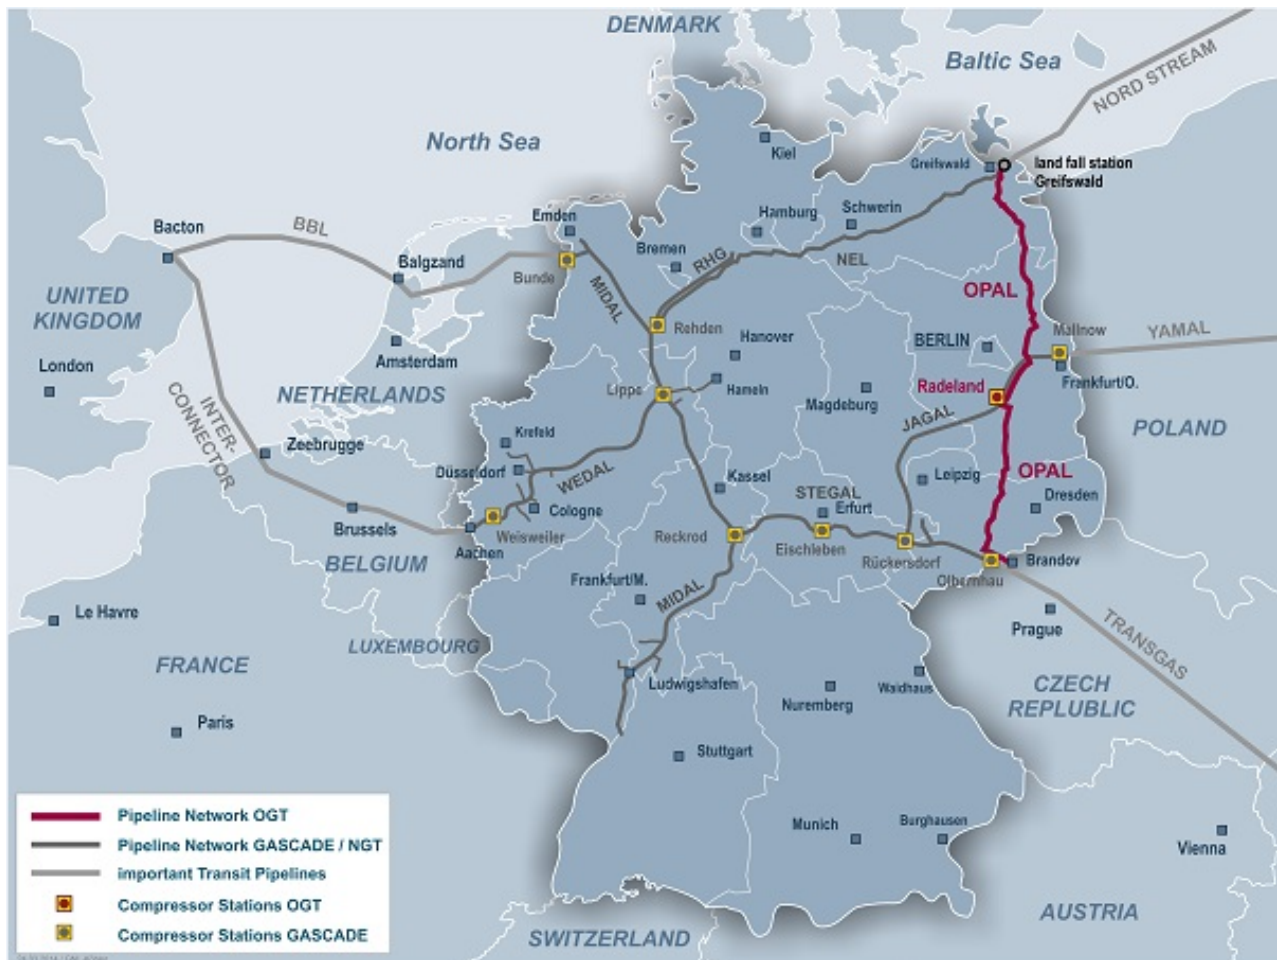 DENMARK
Baltic Sea
NORD STREAM
North Sea
Kiel
Greifswald
land fall station
Greifswald
Bacton
BBL
Emden
Hamburg
Schwerin
Balgzand
Bunde
Bremen
RHG
NEL
UNITED
KINGDOM
MIDAL
OPAL
Rehden
Mallnow
YAMAL
London
Amsterdam
Hanover
BERLIN
NETHERLANDS
Lippe
Hameln
Radeland
Frankfurt/O.
INTER-
CONNECTOR
Magdeburg
JAGAL
POLAND
Krefeld
Zeebrugge
Düsseldorf
WEDAL
Kassel
Leipzig
OPAL
STEGAL
Dresden
Brussels
Cologne
Erfurt
Aachen
Weisweiler
Reckrod
Eischleben
Rückersdorf
BELGIUM
Olbernhau
Brandov
Frankfurt/M.
MIDAL
Le Havre
Prague
TRANSGAS
LUXEMBOURG
FRANCE
Ludwigshafen
Waidhaus
CZECH
REPLUBLIC
Nuremberg
Paris
Stuttgart
Pipeline Network OGT
Pipeline Network GASCADE / NGT
important Transit Pipelines
Compressor Stations OGT
Compressor Stations GASCADE
Munich
Burghausen
Vienna
AUSTRIA
SWITZERLAND